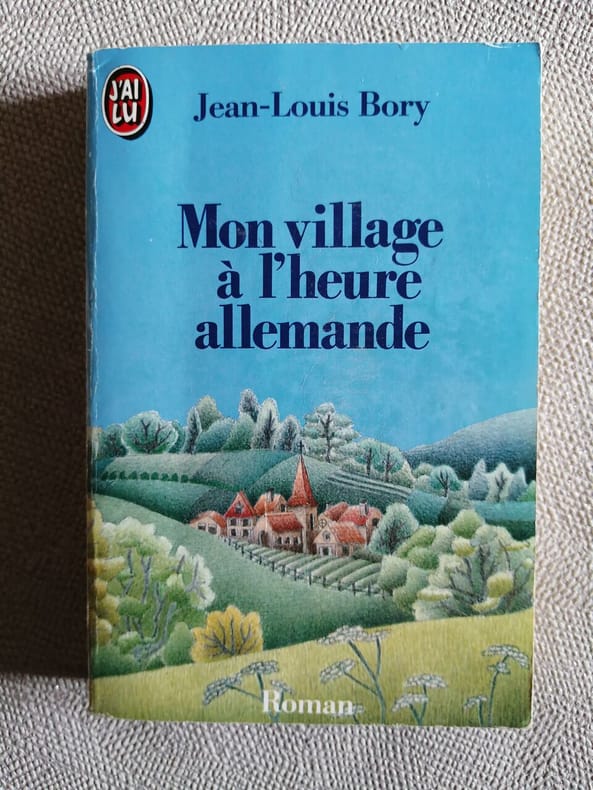 J'AI
LU
Jean-Louis Bory
Mon village
à l'heure
allemande
Roman